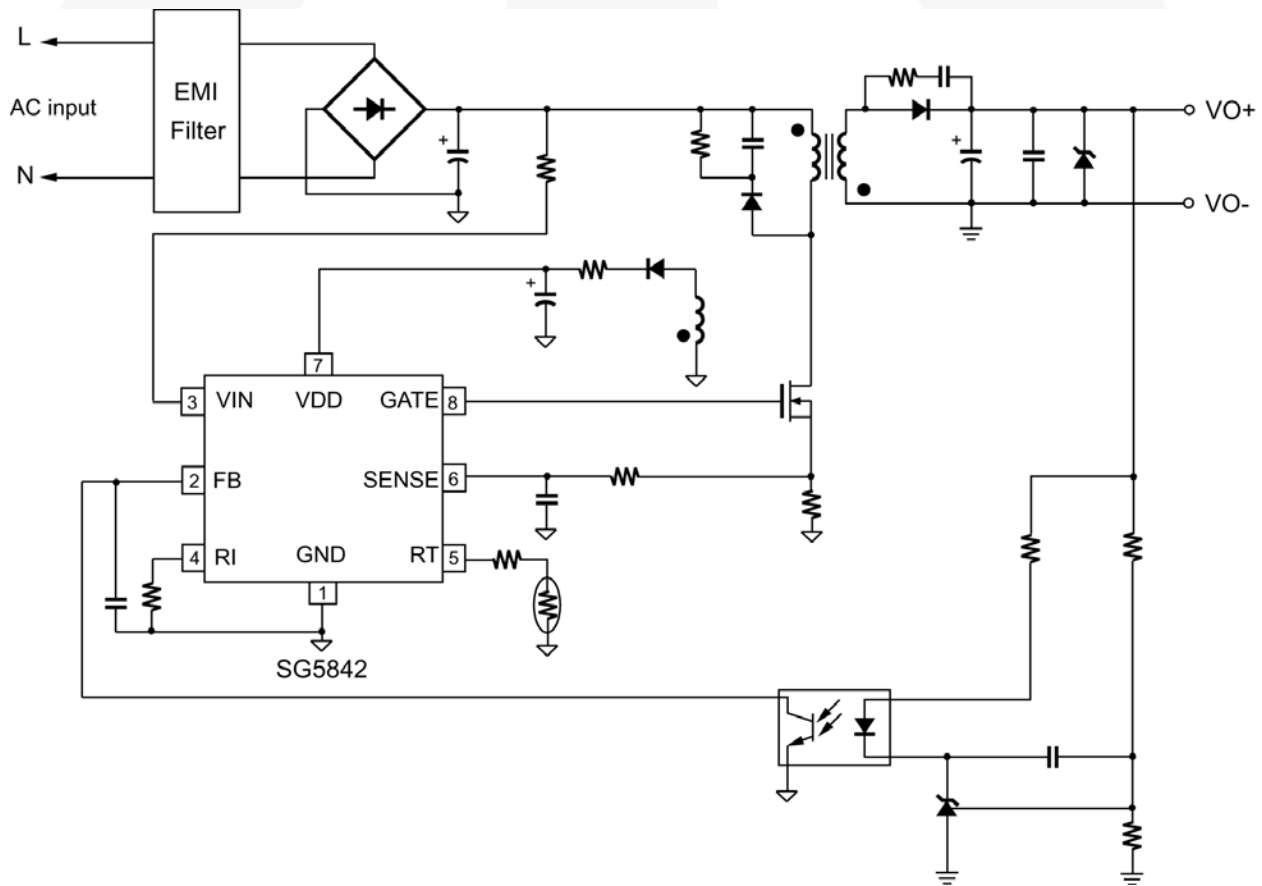 L
EMI
Filter
AC input
N
VO+
VO-
+
+
+
7
3
VIN
VDD
GATE
8
2
FB
SENSE
6
4
RI
GND
RT
5
1
SG5842